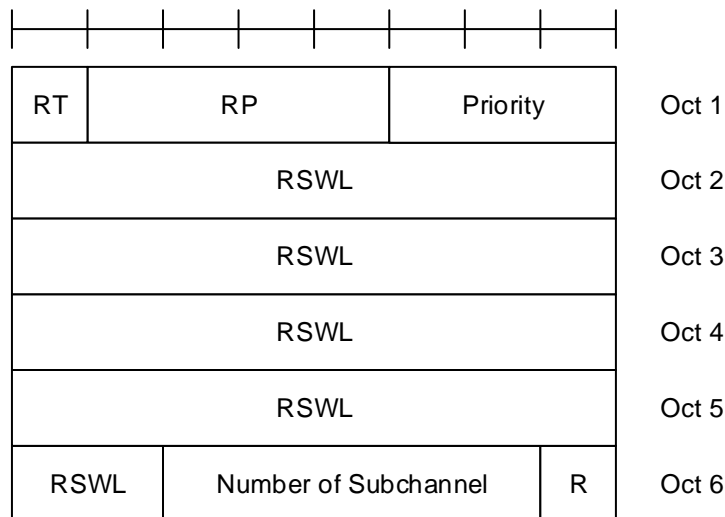 RT RP Priority Oct 1
RSWL Oct 2
RSWL Oct 3
RSWL Oct 4
RSWL Oct 5
RSWL Number of Subchannel R Oct 6